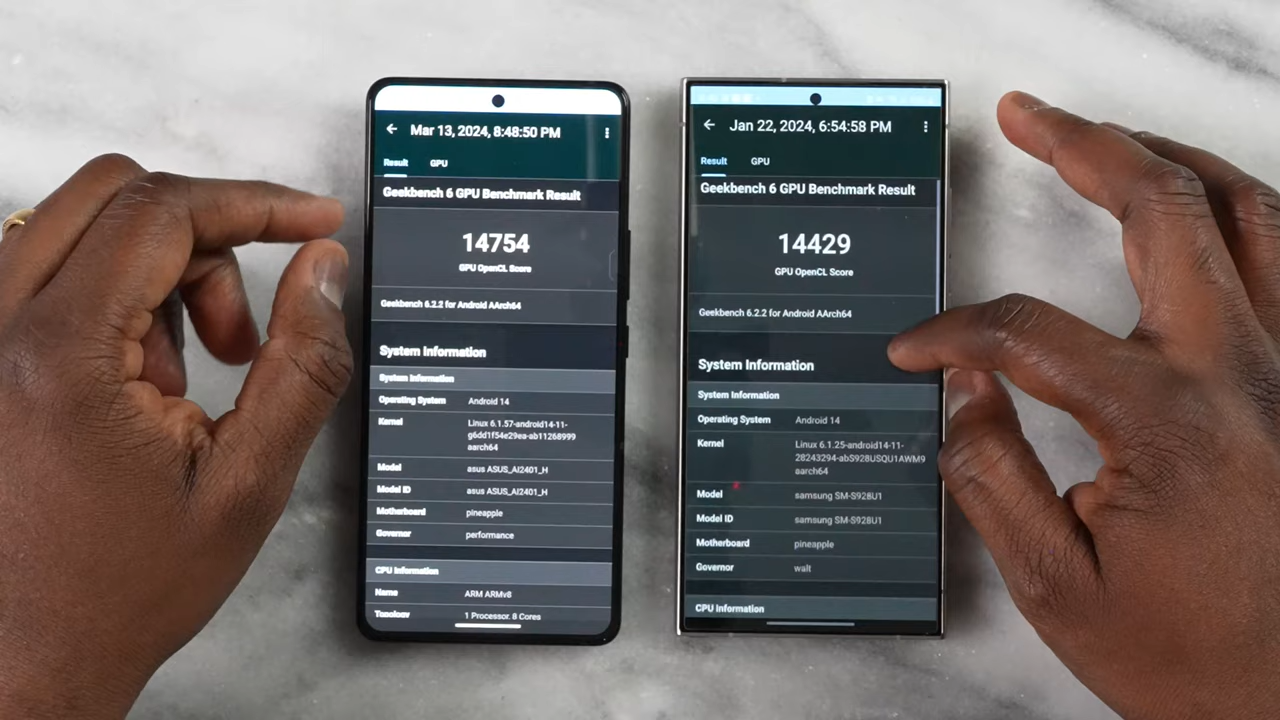 Mar 13, 2024, 8:48:50 PM
Result GPU
Geekbench 6 GPU Benchmark Result
14754
GPU OpenCL Score
Geekbench 6.2.2 for Android AArch64
System Information
System Information
Operating System Android 14
Kernel Linux 6.1.57-android14-11-
g6dd1f54e29ea-ab11268999
aarch64
Model asus ASUS_AI2401_H
Model ID asus ASUS_AI2401_H
Motherboard pineapple
Governor performance
CPU Information
Name ARM ARMv8
Topology 1 Processor, 8 Cores
Jan 22, 2024, 6:54:58 PM
Result GPU
Geekbench 6 GPU Benchmark Result
14429
GPU OpenCL Score
Geekbench 6.2.2 for Android AArch64
System Information
System Information
Operating System Android 14
Kernel Linux 6.1.25-android14-11-
28243294-abS928USQU1AWM9
aarch64
Model samsung SM-S928U1
Model ID samsung SM-S928U1
Motherboard pineapple
Governor walt
CPU Information